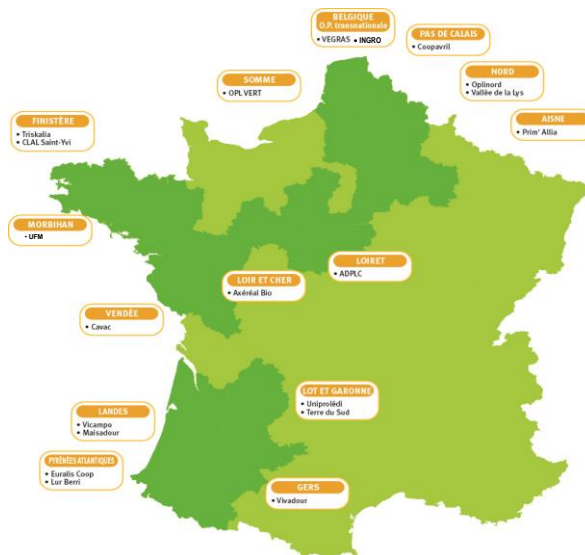 BELGIQUE
O.P. transnationale
• VEGRAS • INGRO
PAS DE CALAIS
• Coopavril
SOMME
• OPL VERT
NORD
• Oplinord
• Vallée de la Lys
FINISTÈRE
• Triskalia
• CLAL Saint-Yvi
AISNE
• Prim' Allia
MORBIHAN
• UFM
LOIRET
• ADPLC
LOIR ET CHER
• Axéréal Bio
VENDÉE
• Cavac
LOT ET GARONNE
• Uniprolédi
• Terre du Sud
LANDES
• Vicampo
• Maïsadour
PYRÉNÉES ATLANTIQUES
• Euralis Coop
• Lur Berri
GERS
• Vivadour